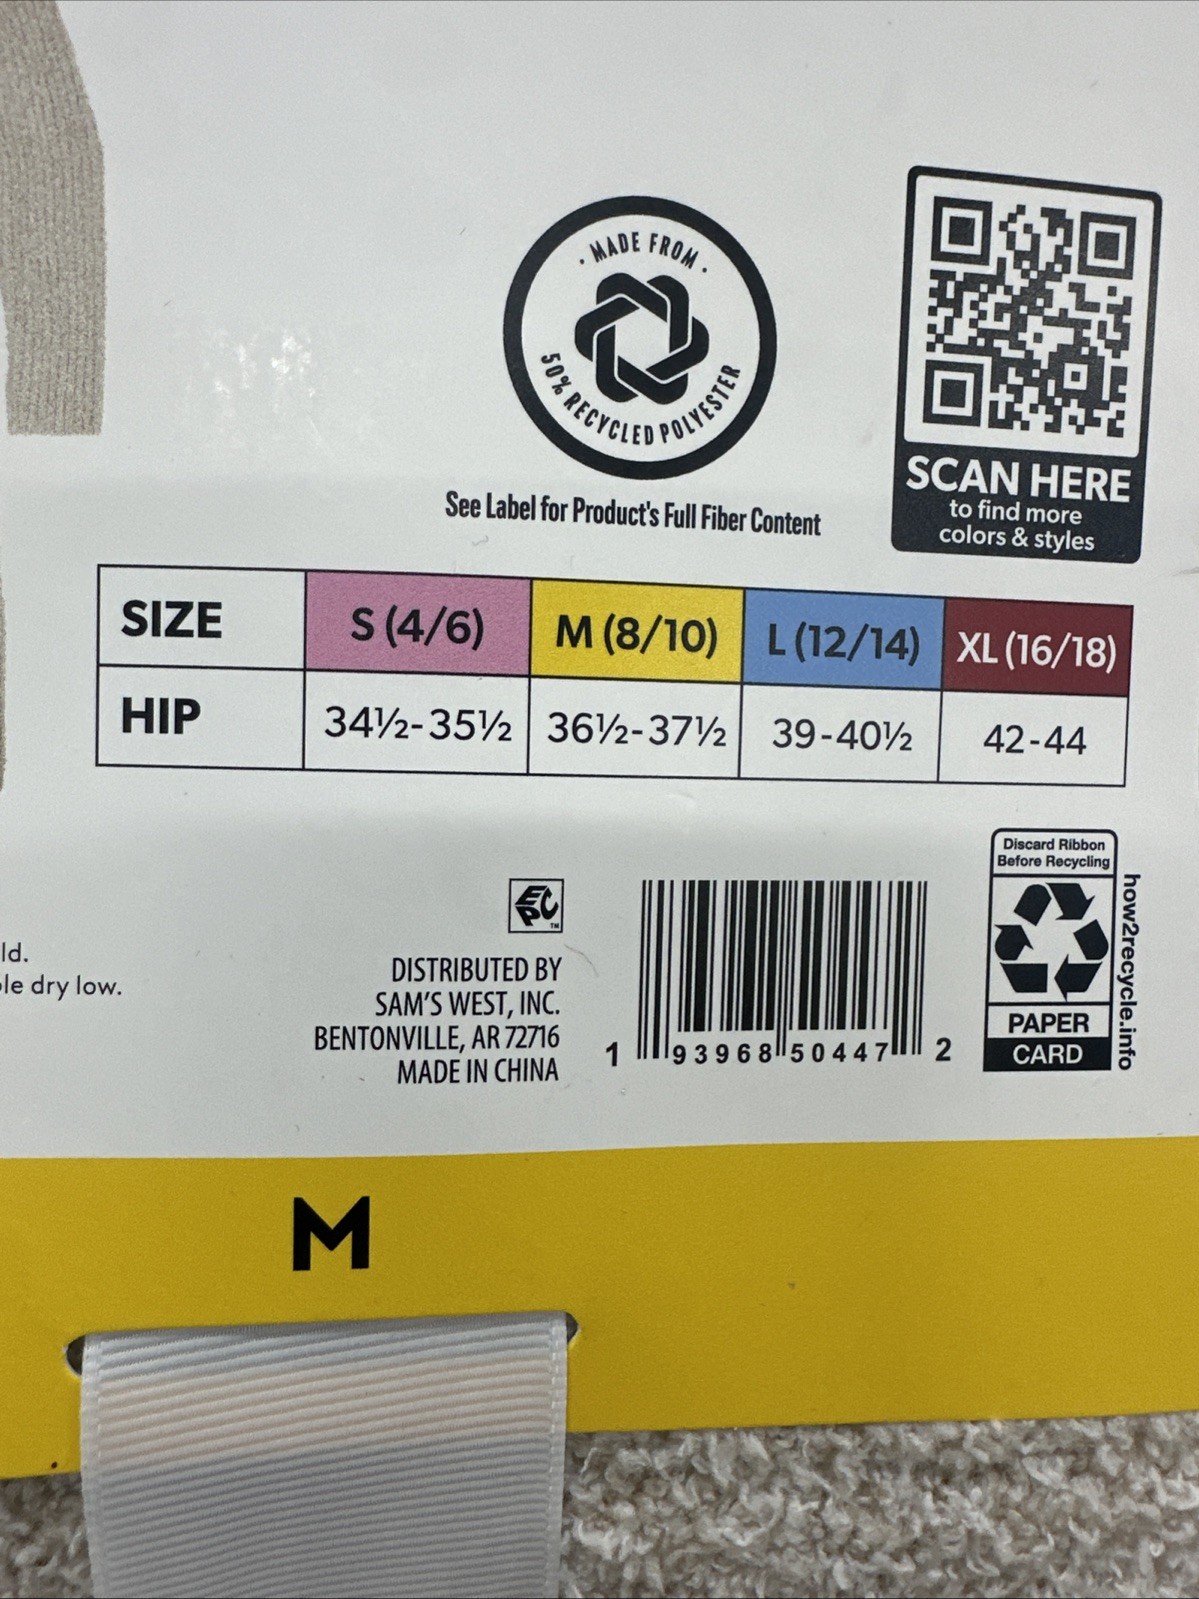 · MADE FROM ·
50% RECYCLED POLYESTER
See Label for Product's Full Fiber Content
SCAN HERE
to find more
colors & styles
SIZE S (4/6) M (8/10) L (12/14) XL (16/18)
HIP 34½-35½ 36½-37½ 39-40½ 42-44
ld.
le dry low.
EPC™
DISTRIBUTED BY
SAM'S WEST, INC.
BENTONVILLE, AR 72716
MADE IN CHINA
1 93968 50447 2
Discard Ribbon
Before Recycling
PAPER
CARD
how2recycle.info
M